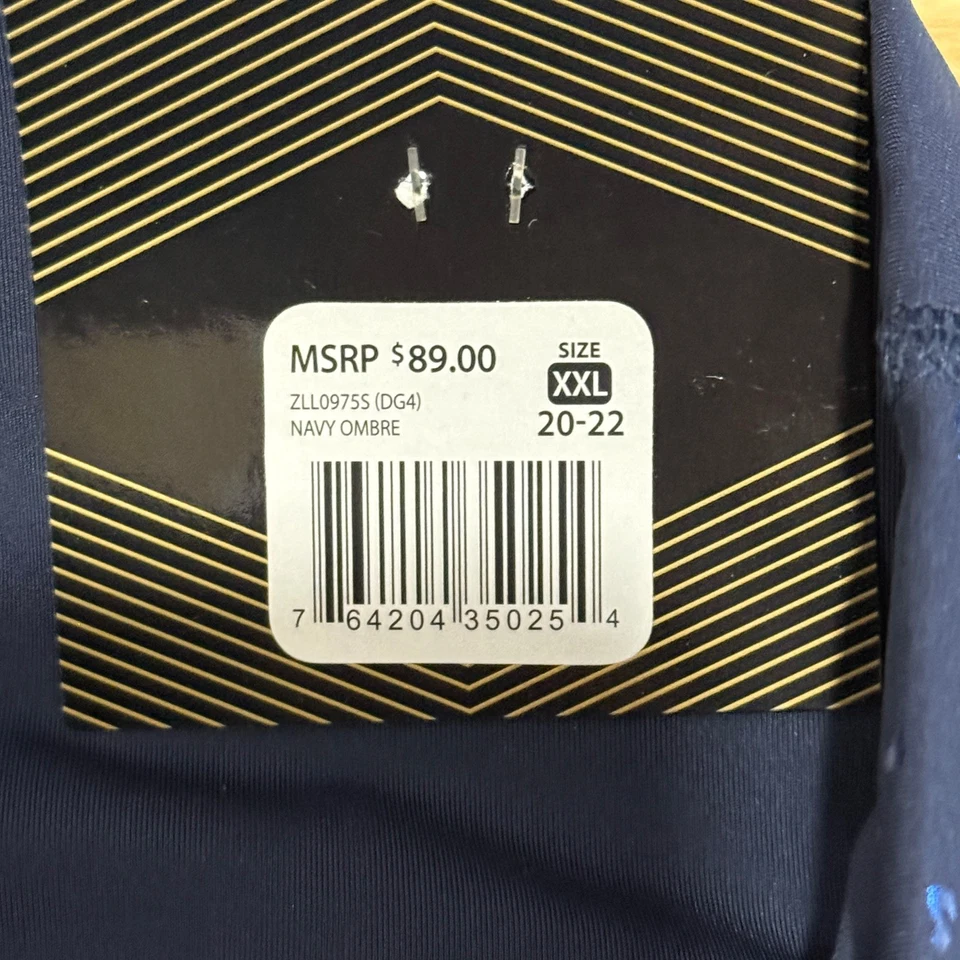 MSRP $89.00
SIZE
XXL
20-22
ZLL0975S (DG4)
NAVY OMBRE
7 64204 35025 4